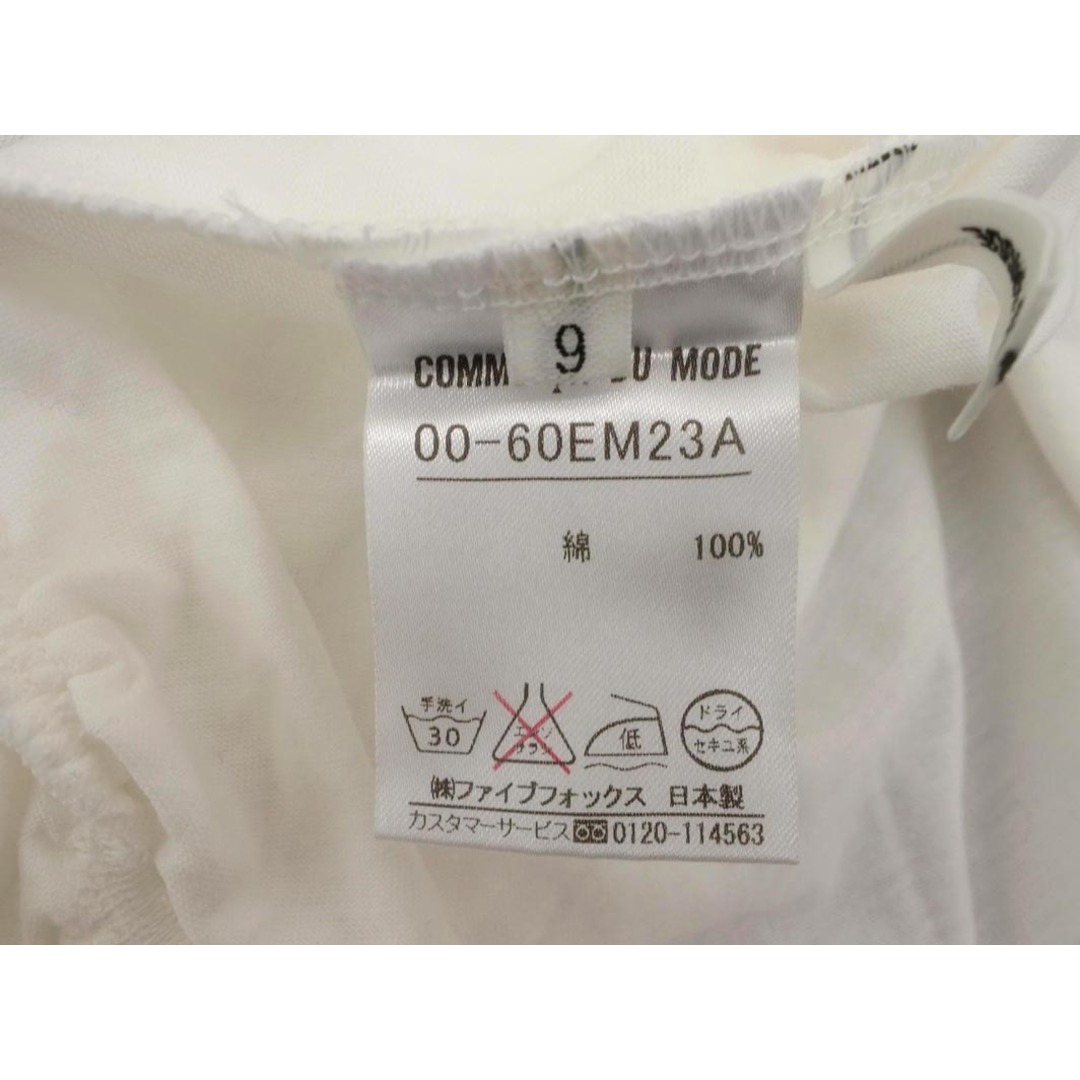 9
MODE
00-60EM23A
綿 100%
手洗イ
30
低
ドライ
セキユ系
㈱ファイブフォックス 日本製
カスタマーサービス 0120-114563